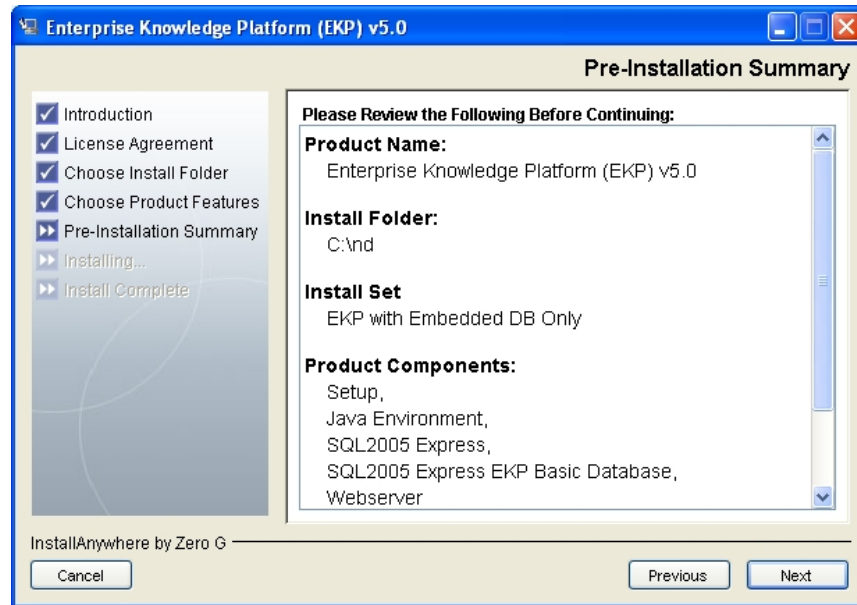 Enterprise Knowledge Platform (EKP) v5.0
Pre-Installation Summary
Introduction
License Agreement
Choose Install Folder
Choose Product Features
Pre-Installation Summary
Installing...
Install Complete
Please Review the Following Before Continuing:
Product Name:
Enterprise Knowledge Platform (EKP) v5.0
Install Folder:
C:\nd
Install Set
EKP with Embedded DB Only
Product Components:
Setup,
Java Environment,
SQL2005 Express,
SQL2005 Express EKP Basic Database,
Webserver
InstallAnywhere by Zero G
Cancel
Previous
Next